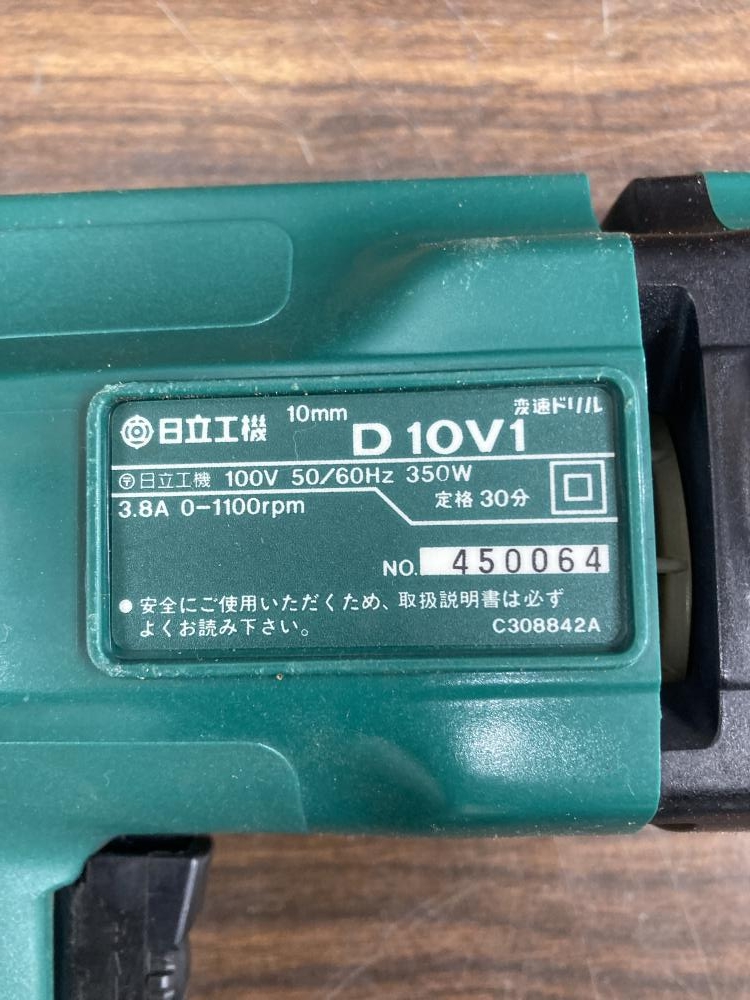 日立工機 10mm D 10V1 変速ドリル
〒日立工機 100V 50/60Hz 350W
3.8A 0-1100rpm 定格 30分
NO. 450064
● 安全にご使用いただくため、取扱説明書は必ず
よくお読み下さい。 C308842A